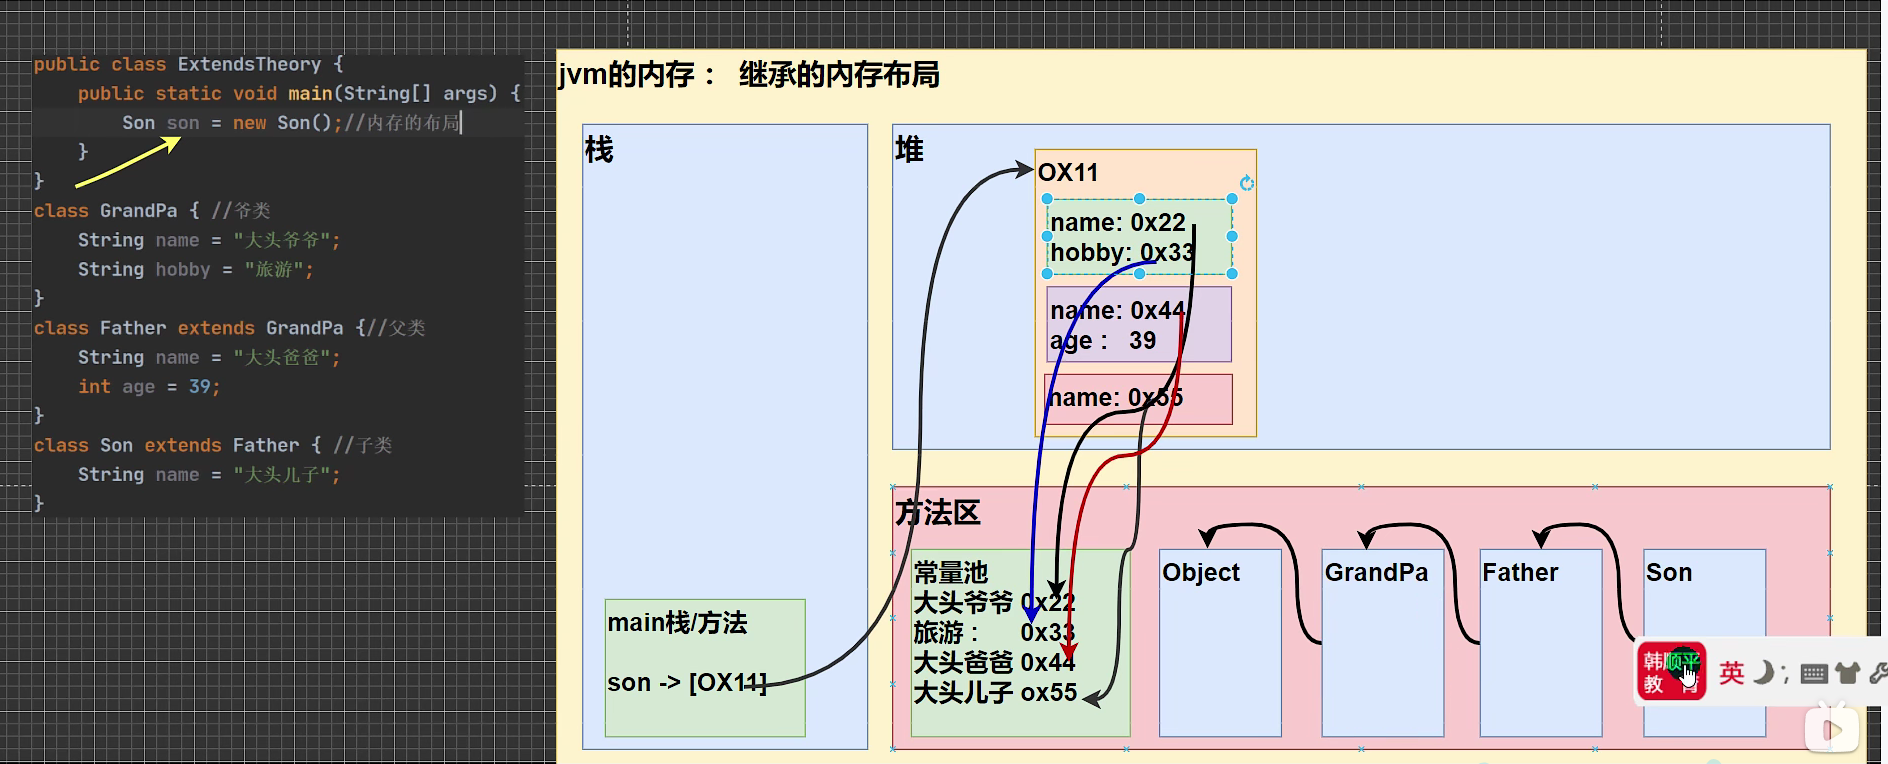 public class ExtendsTheory {
public static void main(String[] args) {
Son son = new Son();//内存的布局
}
}
class GrandPa { //爷类
String name = "大头爷爷";
String hobby = "旅游";
}
class Father extends GrandPa {//父类
String name = "大头爸爸";
int age = 39;
}
class Son extends Father { //子类
String name = "大头儿子";
}
jvm的内存： 继承的内存布局
栈
main栈/方法
son -> [OX11]
堆
OX11
name: 0x22
hobby: 0x33
name: 0x44
age： 39
name: 0x55
方法区
常量池
大头爷爷 0x22
旅游： 0x33
大头爸爸 0x44
大头儿子 ox55
Object
GrandPa
Father
Son
韩顺平
教 育
英 ;